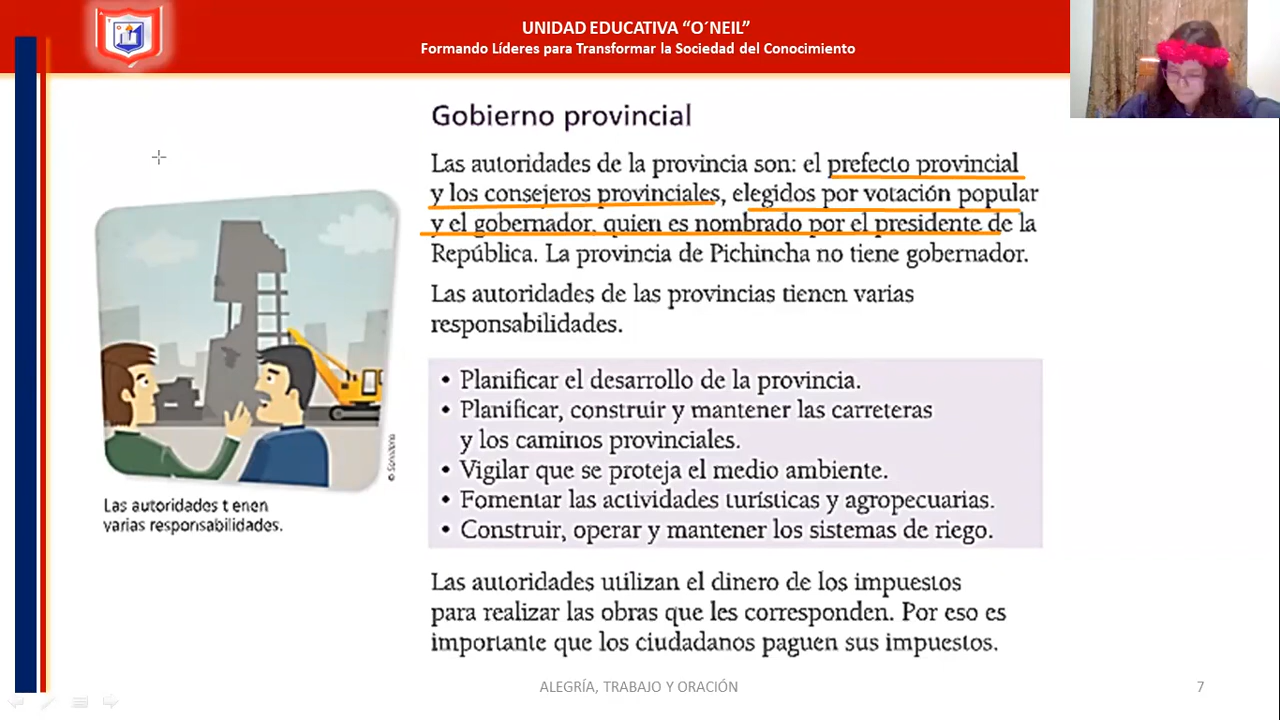 UNIDAD EDUCATIVA “O´NEIL”
Formando Líderes para Transformar la Sociedad del Conocimiento
Gobierno provincial
Las autoridades de la provincia son: el prefecto provincial
y los consejeros provinciales, elegidos por votación popular
y el gobernador, quien es nombrado por el presidente de la
República. La provincia de Pichincha no tiene gobernador.
Las autoridades de las provincias tienen varias
responsabilidades.
• Planificar el desarrollo de la provincia.
• Planificar, construir y mantener las carreteras
y los caminos provinciales.
• Vigilar que se proteja el medio ambiente.
• Fomentar las actividades turísticas y agropecuarias.
• Construir, operar y mantener los sistemas de riego.
Las autoridades utilizan el dinero de los impuestos
para realizar las obras que les corresponden. Por eso es
importante que los ciudadanos paguen sus impuestos.
© Santillana
Las autoridades t enen
varias responsabilidades.
ALEGRÍA, TRABAJO Y ORACIÓN
7